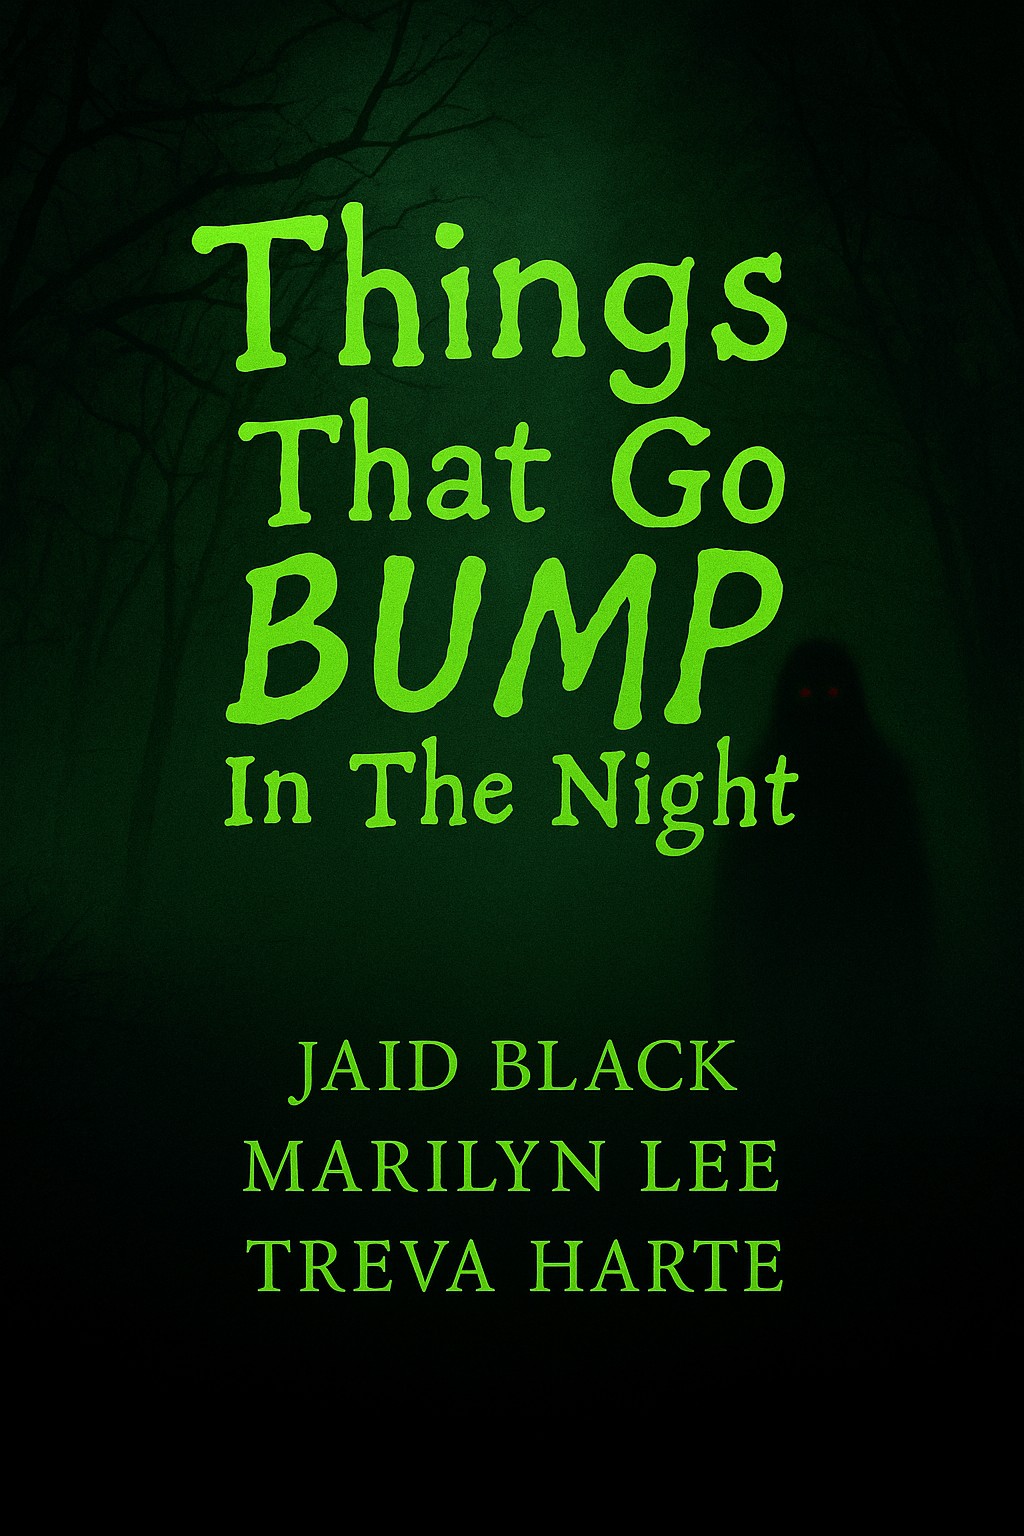 Things
That Go
BUMP
In The Night
JAID BLACK
MARILYN LEE
TREVA HARTE